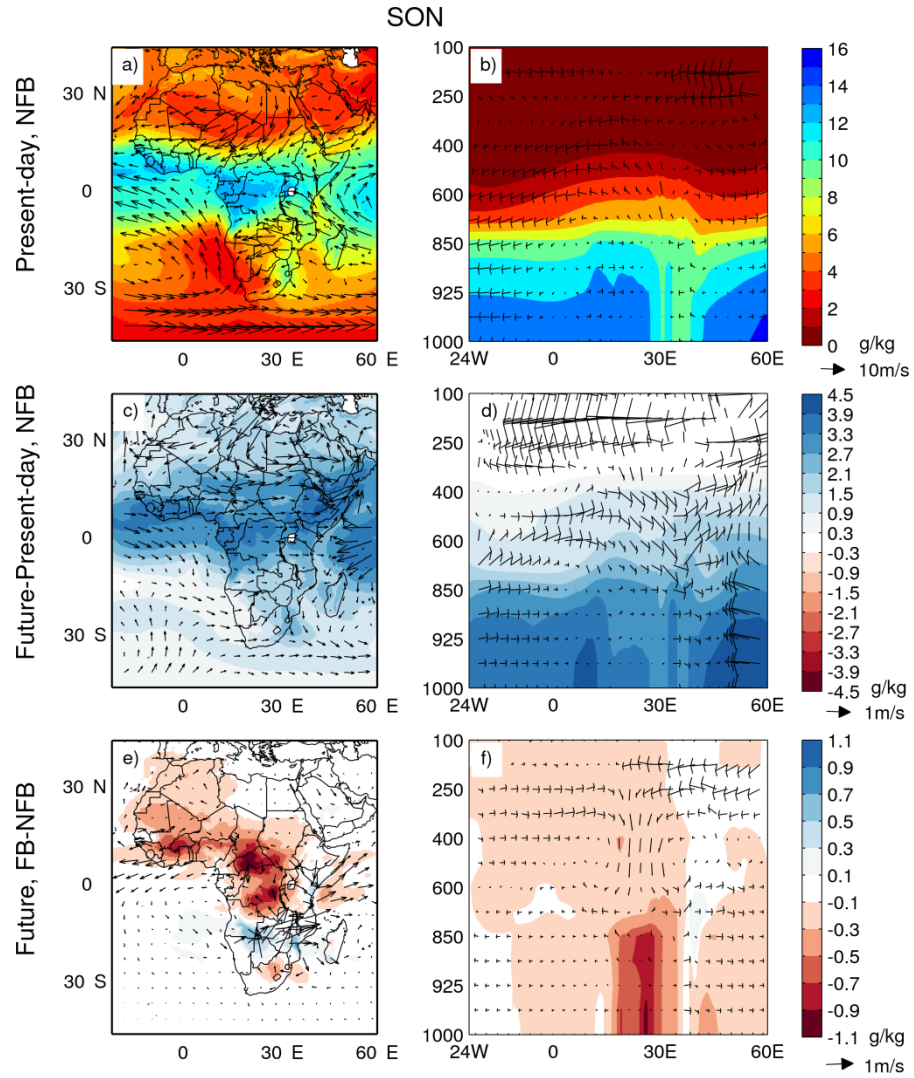 SON
Present-day, NFB
a)
30 N
0
30 S
0
30 E
60 E
b)
100
250
400
600
850
925
1000
24W
0
30E
60E
16
14
12
10
8
6
4
2
0
g/kg
10m/s
Future-Present-day, NFB
c)
30 N
0
30 S
0
30 E
60 E
d)
100
250
400
600
850
925
1000
24W
0
30E
60E
4.5
3.9
3.3
2.7
2.1
1.5
0.9
0.3
-0.3
-0.9
-1.5
-2.1
-2.7
-3.3
-3.9
-4.5
g/kg
1m/s
Future, FB-NFB
e)
30 N
0
30 S
0
30 E
60 E
f)
100
250
400
600
850
925
1000
24W
0
30E
60E
1.1
0.9
0.7
0.5
0.4
0.3
0.1
-0.1
-0.3
-0.4
-0.5
-0.7
-0.9
-1.1
g/kg
1m/s